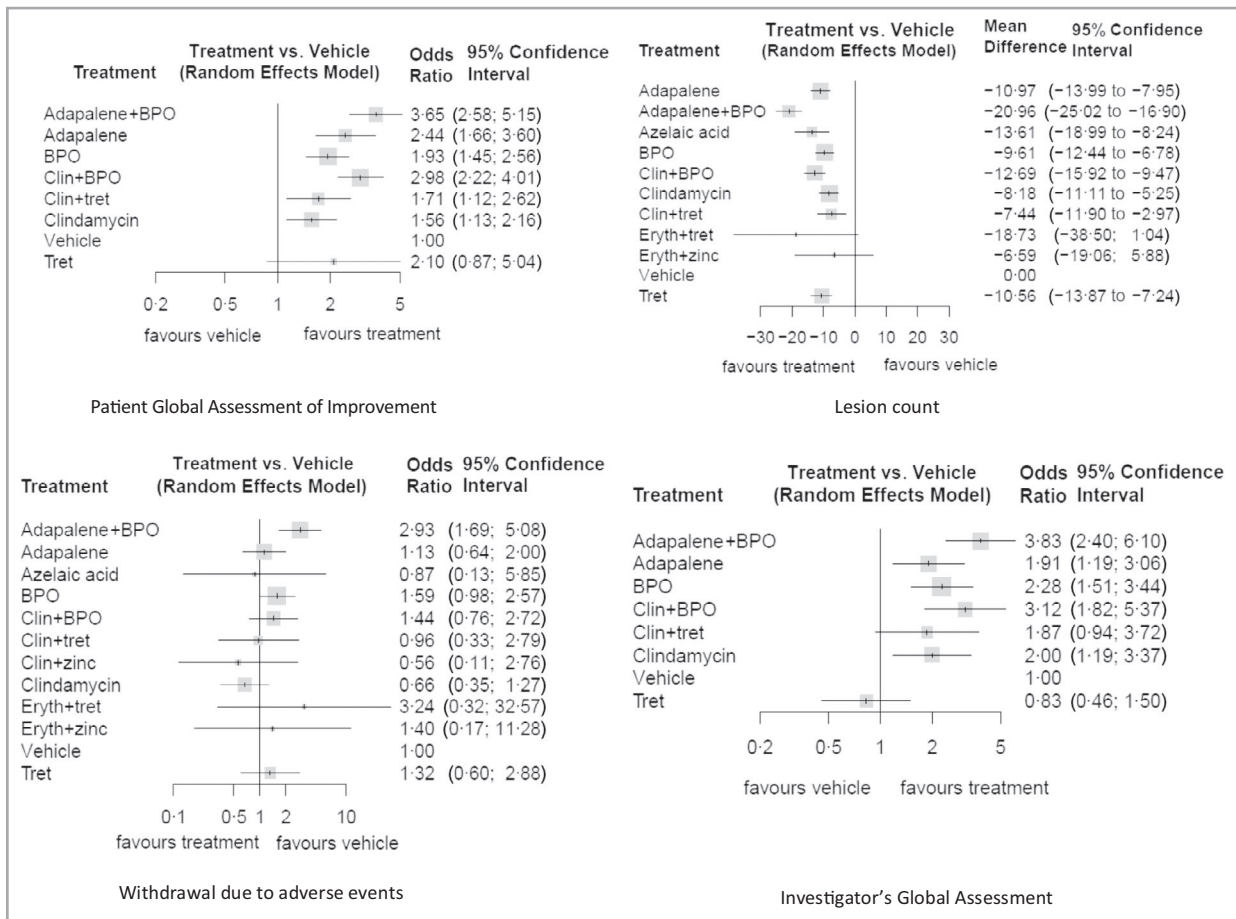 Treatment vs. Vehicle Odds 95% Confidence
Treatment (Random Effects Model) Ratio Interval
Adapalene+BPO 3·65 (2·58; 5·15)
Adapalene 2·44 (1·66; 3·60)
BPO 1·93 (1·45; 2·56)
Clin+BPO 2·98 (2·22; 4·01)
Clin+tret 1·71 (1·12; 2·62)
Clindamycin 1·56 (1·13; 2·16)
Vehicle 1·00
Tret 2·10 (0·87; 5·04)
0·2 0·5 1 2 5
favours vehicle favours treatment
Patient Global Assessment of Improvement
Treatment vs. Vehicle Mean 95% Confidence
Treatment (Random Effects Model) Difference Interval
Adapalene −10·97 (−13·99 to −7·95)
Adapalene+BPO −20·96 (−25·02 to −16·90)
Azelaic acid −13·61 (−18·99 to −8·24)
BPO −9·61 (−12·44 to −6·78)
Clin+BPO −12·69 (−15·92 to −9·47)
Clindamycin −8·18 (−11·11 to −5·25)
Clin+tret −7·44 (−11·90 to −2·97)
Eryth+tret −18·73 (−38·50; 1·04)
Eryth+zinc −6·59 (−19·06; 5·88)
Vehicle 0·00
Tret −10·56 (−13·87 to −7·24)
−30 −20 −10 0 10 20 30
favours treatment favours vehicle
Lesion count
Treatment vs. Vehicle Odds 95% Confidence
Treatment (Random Effects Model) Ratio Interval
Adapalene+BPO 2·93 (1·69; 5·08)
Adapalene 1·13 (0·64; 2·00)
Azelaic acid 0·87 (0·13; 5·85)
BPO 1·59 (0·98; 2·57)
Clin+BPO 1·44 (0·76; 2·72)
Clin+tret 0·96 (0·33; 2·79)
Clin+zinc 0·56 (0·11; 2·76)
Clindamycin 0·66 (0·35; 1·27)
Eryth+tret 3·24 (0·32; 32·57)
Eryth+zinc 1·40 (0·17; 11·28)
Vehicle 1·00
Tret 1·32 (0·60; 2·88)
0·1 0·5 1 2 10
favours treatment favours vehicle
Withdrawal due to adverse events
Treatment vs. Vehicle Odds 95% Confidence
Treatment (Random Effects Model) Ratio Interval
Adapalene+BPO 3·83 (2·40; 6·10)
Adapalene 1·91 (1·19; 3·06)
BPO 2·28 (1·51; 3·44)
Clin+BPO 3·12 (1·82; 5·37)
Clin+tret 1·87 (0·94; 3·72)
Clindamycin 2·00 (1·19; 3·37)
Vehicle 1·00
Tret 0·83 (0·46; 1·50)
0·2 0·5 1 2 5
favours vehicle favours treatment
Investigator’s Global Assessment